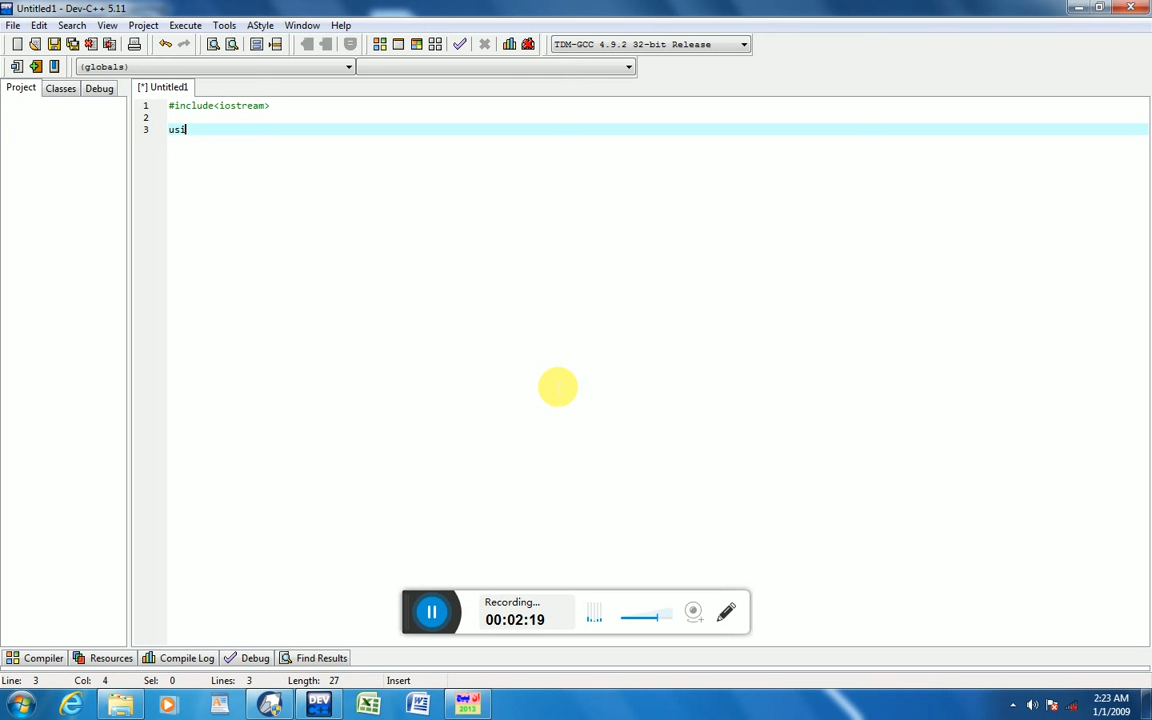 Untitled1 - Dev-C++ 5.11
File Edit Search View Project Execute Tools AStyle Window Help
TDM-GCC 4.9.2 32-bit Release
(globals)
Project Classes Debug [*] Untitled1
1 #include<iostream>
2
3 usi
Recording...
00:02:19
Compiler Resources Compile Log Debug Find Results
Line: 3 Col: 4 Sel: 0 Lines: 3 Length: 27 Insert
DEV
2013
2:23 AM
1/1/2009